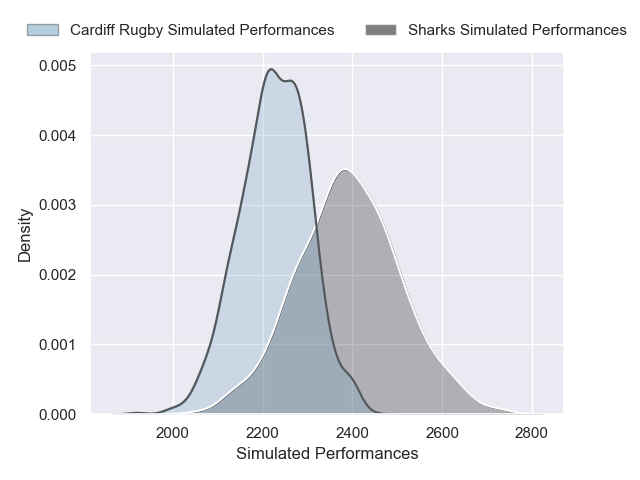 Cardiff Rugby Simulated Performances
Sharks Simulated Performances
0.005
0.004
0.003
0.002
0.001
0.000
Density
2000
2200
2400
2600
2800
Simulated Performances